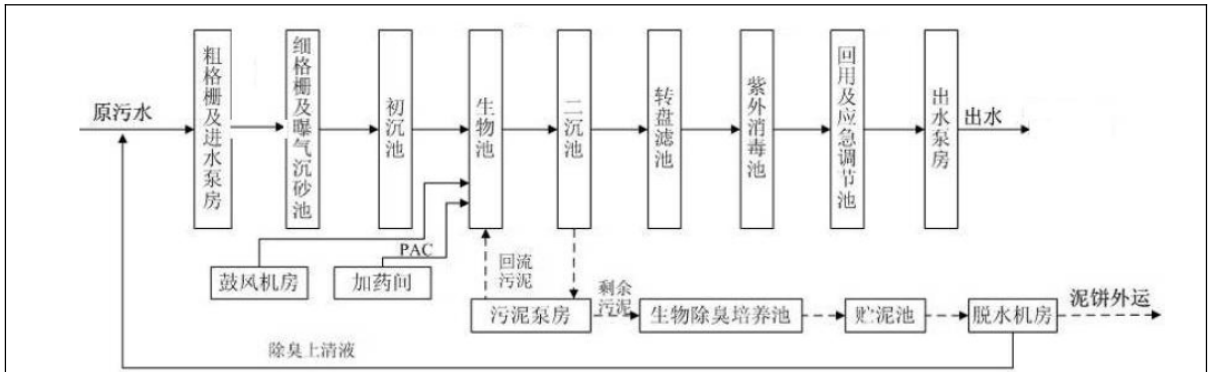 原污水
粗格栅及进水泵房
细格栅及曝气沉砂池
初沉池
生物池
二沉池
转盘滤池
紫外消毒池
回用及应急调节池
出水泵房
出水
鼓风机房
加药间
PAC
回流
污泥
剩余
污泥
污泥泵房
生物除臭培养池
贮泥池
脱水机房
泥饼外运
除臭上清液